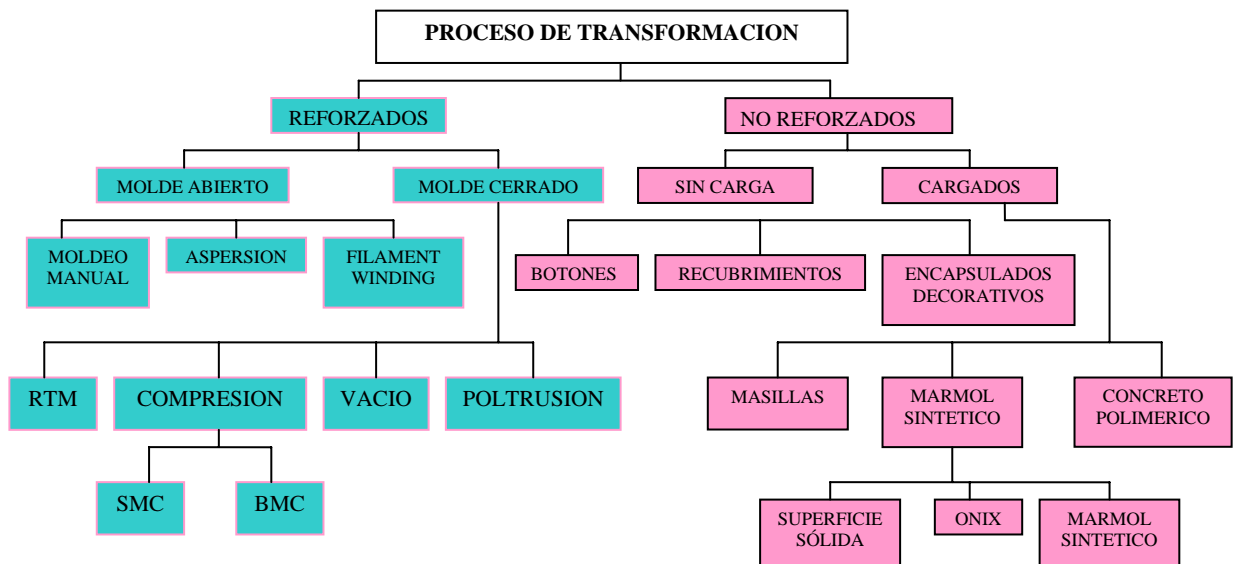 PROCESO DE TRANSFORMACION
REFORZADOS
NO REFORZADOS
MOLDE ABIERTO
MOLDE CERRADO
SIN CARGA
CARGADOS
MOLDEO
MANUAL
ASPERSION
FILAMENT
WINDING
BOTONES
RECUBRIMIENTOS
ENCAPSULADOS
DECORATIVOS
RTM
COMPRESION
VACIO
POLTRUSION
MASILLAS
MARMOL
SINTETICO
CONCRETO
POLIMERICO
SMC
BMC
SUPERFICIE
SÓLIDA
ONIX
MARMOL
SINTETICO